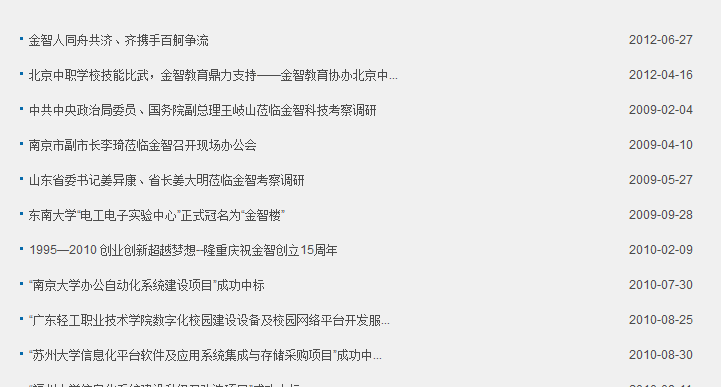 金智人同舟共济、齐携手百舸争流 2012-06-27
北京中职学校技能比武，金智教育鼎力支持——金智教育协办北京中... 2012-04-16
中共中央政治局委员、国务院副总理王岐山莅临金智科技考察调研 2009-02-04
南京市副市长李琦莅临金智召开现场办公会 2009-04-10
山东省委书记姜异康、省长姜大明莅临金智考察调研 2009-05-27
东南大学“电工电子实验中心”正式冠名为“金智楼” 2009-09-28
1995—2010 创业创新超越梦想--隆重庆祝金智创立15周年 2010-02-09
“南京大学办公自动化系统建设项目”成功中标 2010-07-30
“广东轻工职业技术学院数字化校园建设设备及校园网络平台开发服... 2010-08-25
“苏州大学信息化平台软件及应用系统集成与存储采购项目”成功中... 2010-08-30